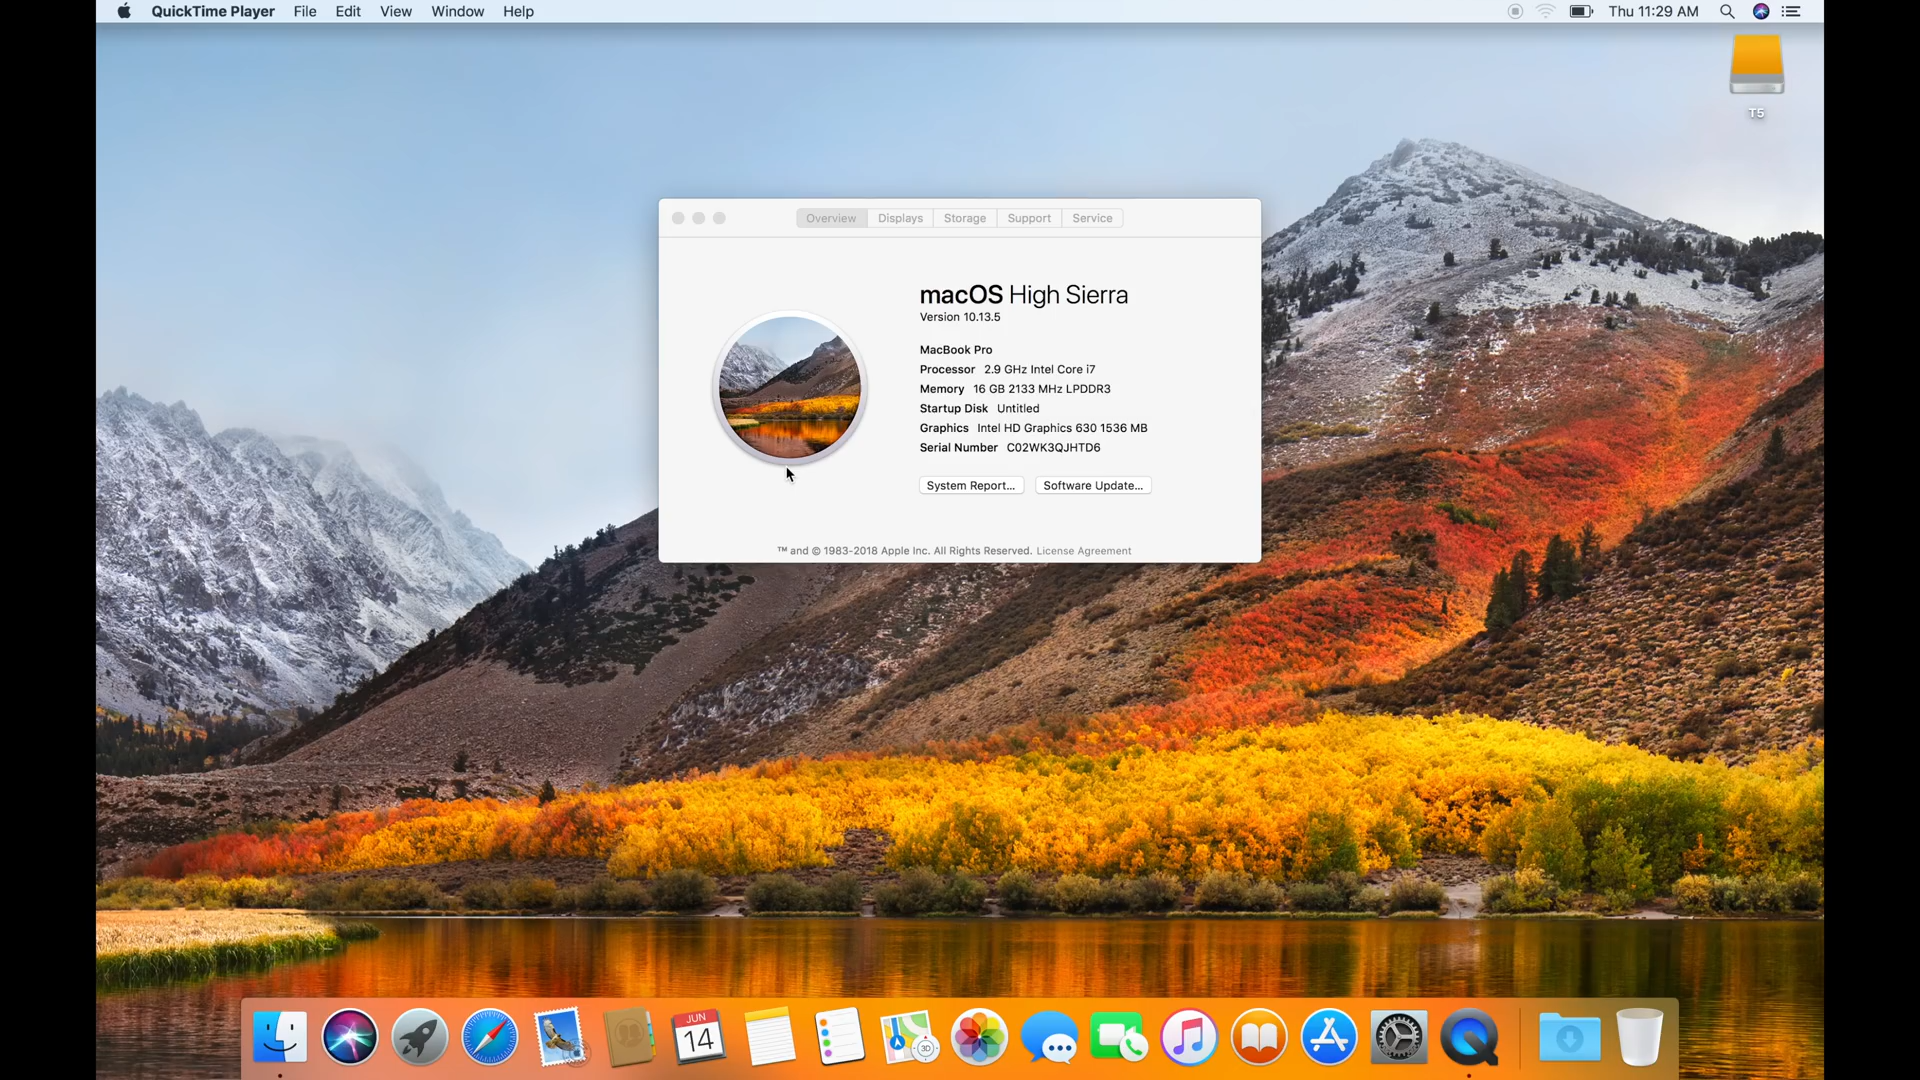 QuickTime Player File Edit View Window Help Thu 11:29 AM
T5
Overview Displays Storage Support Service
macOS High Sierra
Version 10.13.5
MacBook Pro
Processor 2.9 GHz Intel Core i7
Memory 16 GB 2133 MHz LPDDR3
Startup Disk Untitled
Graphics Intel HD Graphics 630 1536 MB
Serial Number C02WK3QJHTD6
System Report... Software Update...
™ and © 1983-2018 Apple Inc. All Rights Reserved. License Agreement
JUN
14
3D